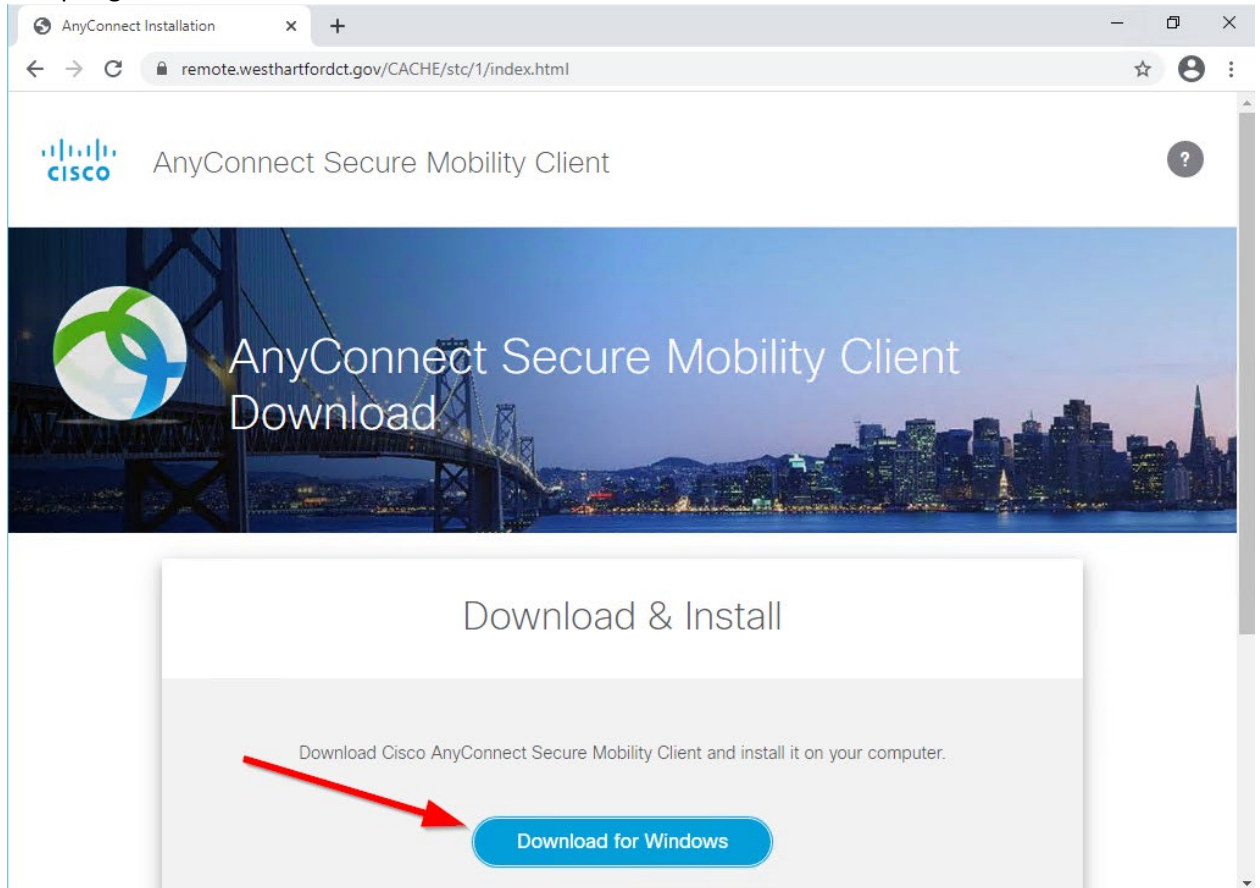 AnyConnect Installation
remote.westhartfordct.gov/CACHE/stc/1/index.html
CISCO
AnyConnect Secure Mobility Client
?
AnyConnect Secure Mobility Client
Download
Download & Install
Download Cisco AnyConnect Secure Mobility Client and install it on your computer.
Download for Windows